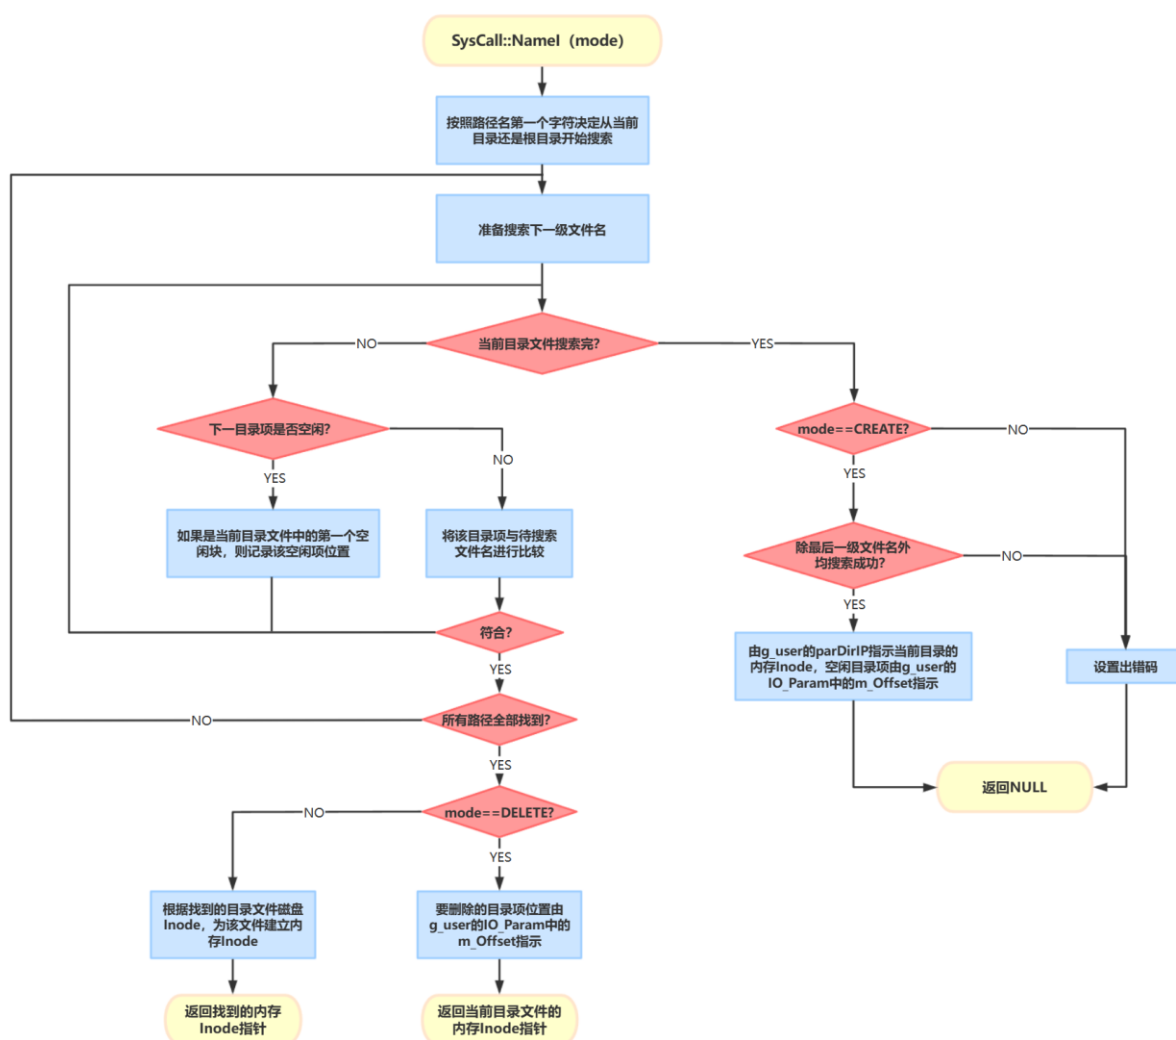 SysCall::NameI（mode）
按照路径名第一个字符决定从当前
目录还是根目录开始搜索
准备搜索下一级文件名
当前目录文件搜索完？
NO
YES
下一目录项是否空闲？
mode==CREATE?
NO
NO
YES
YES
如果是当前目录文件中的第一个空
闲块，则记录该空闲项位置
将该目录项与待搜索
文件名进行比较
除最后一级文件名外
均搜索成功？
NO
YES
符合？
由g_user的parDirIP指示当前目录的
内存Inode，空闲目录项由g_user的
IO_Param中的m_Offset指示
设置出错码
YES
所有路径全部找到？
NO
YES
返回NULL
mode==DELETE?
NO
YES
根据找到的目录文件磁盘
Inode，为该文件建立内
存Inode
要删除的目录项位置由
g_user的IO_Param中的
m_Offset指示
返回找到的内存
Inode指针
返回当前目录文件的
内存Inode指针